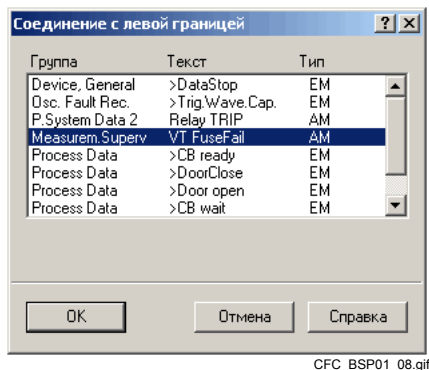 Соединение с левой границей
Группа Текст Тип
Device, General >DataStop EM
Osc. Fault Rec. >Trig.Wave.Cap. EM
P.System Data 2 Relay TRIP AM
Measurem.Superv VT FuseFail AM
Process Data >CB ready EM
Process Data >DoorClose EM
Process Data >Door open EM
Process Data >CB wait EM
OK Отмена Справка
CFC_BSP01_08.gif